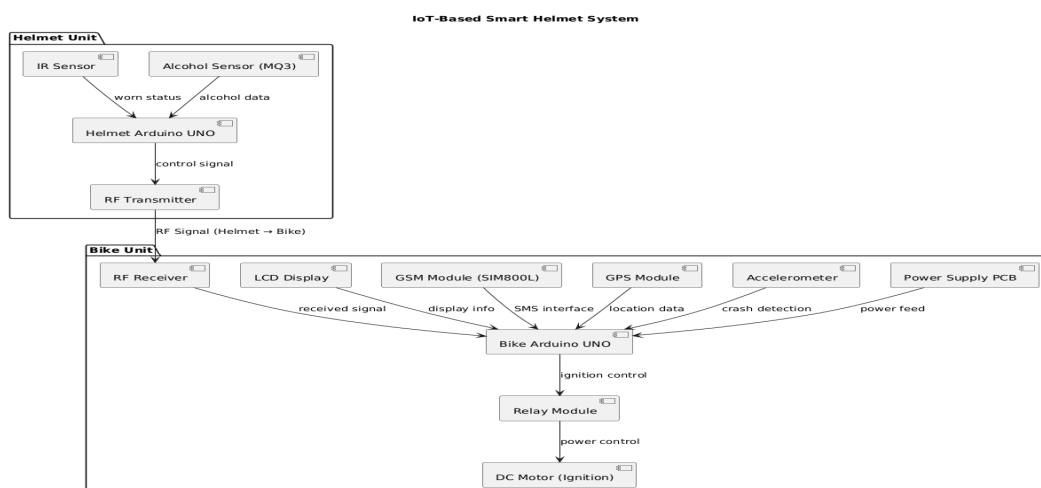 IoT-Based Smart Helmet System
Helmet Unit
IR Sensor
Alcohol Sensor (MQ3)
worn status
alcohol data
Helmet Arduino UNO
control signal
RF Transmitter
RF Signal (Helmet → Bike)
Bike Unit
RF Receiver
LCD Display
GSM Module (SIM800L)
GPS Module
Accelerometer
Power Supply PCB
received signal
display info
SMS interface
location data
crash detection
power feed
Bike Arduino UNO
ignition control
Relay Module
power control
DC Motor (Ignition)